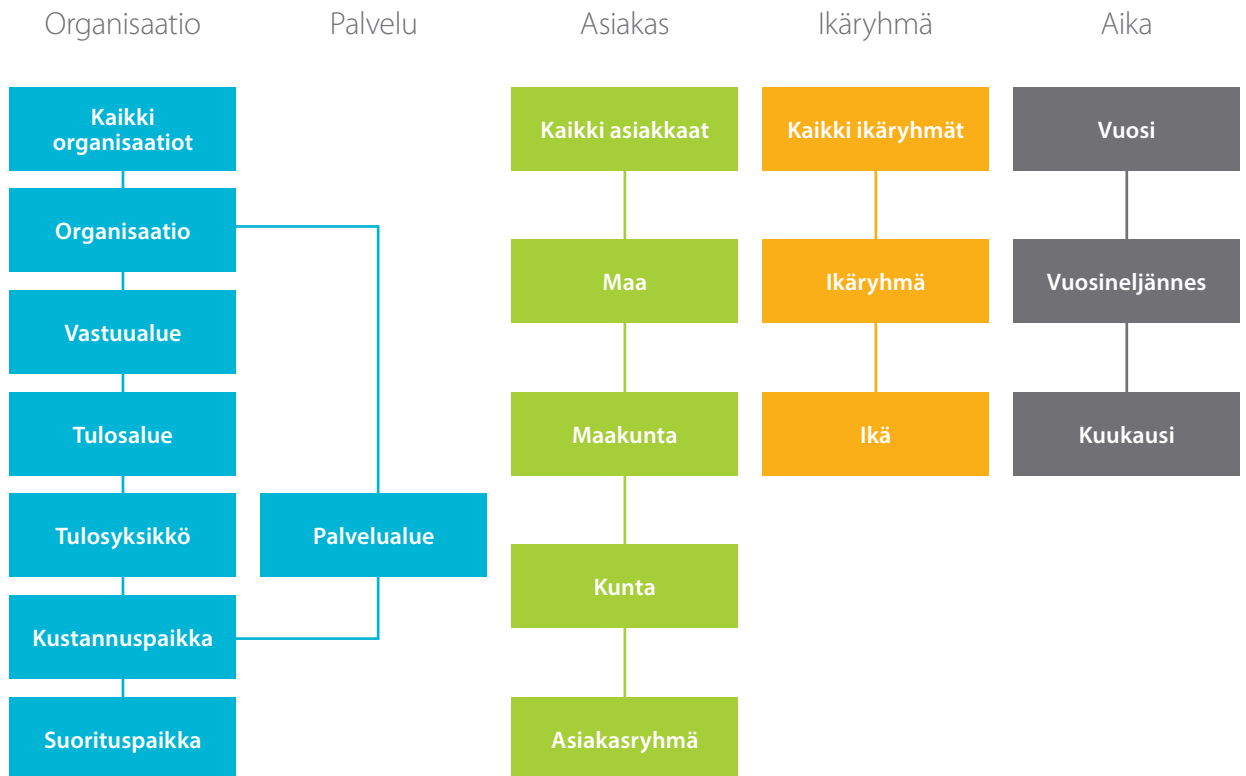 Organisaatio
Palvelu
Asiakas
Ikäryhmä
Aika
Kaikki
organisaatiot
Organisaatio
Vastuualue
Tulosalue
Tulosyksikkö
Kustannuspaikka
Suorituspaikka
Palvelualue
Kaikki asiakkaat
Maa
Maakunta
Kunta
Asiakasryhmä
Kaikki ikäryhmät
Ikäryhmä
Ikä
Vuosi
Vuosineljännes
Kuukausi